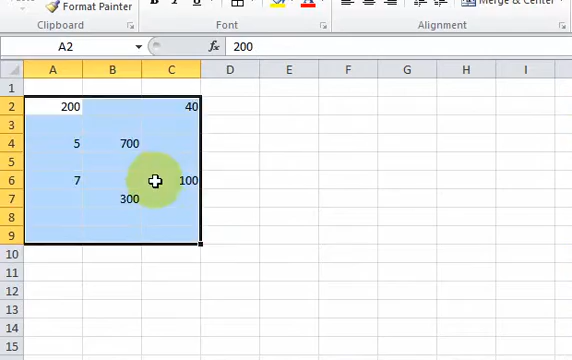 Format Painter
B I U A
Merge & Center
Clipboard Font Alignment
A2 fx 200
A B C D E F G H I
1
2 200 40
3
4 5 700
5
6 7 100
7 300
8
9
10
11
12
13
14
15